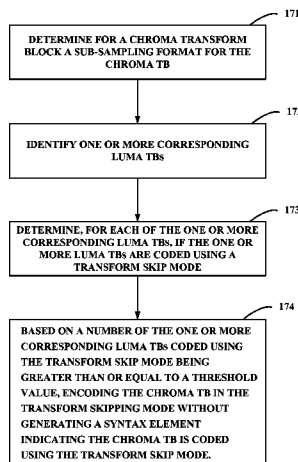 171
DETERMINE FOR A CHROMA TRANSFORM
BLOCK A SUB-SAMPLING FORMAT FOR THE
CHROMA TB
IDENTIFY ONE OR MORE CORRESPONDING
LUMA TBs
173
DETERMINE, FOR EACH OF THE ONE OR MORE
CORRESPONDING LUMA TBs, IF THE ONE OR
MORE LUMA TBs ARE CODED USING A
TRANSFORM SKIP MODE
174
BASED ON A NUMBER OF THE ONE OR MORE
CORRESPONDING LUMA TBs CODED USING
THE TRANSFORM SKIP MODE BEING
GREATER THAN OR EQUAL TO A THRESHOLD
VALUE, ENCODING THE CHROMA TB IN THE
TRANSFORM SKIPPING MODE WITHOUT
GENERATING A SYNTAX ELEMENT
INDICATING THE CHROMA TB IS CODED
USING THE TRANSFORM SKIP MODE.